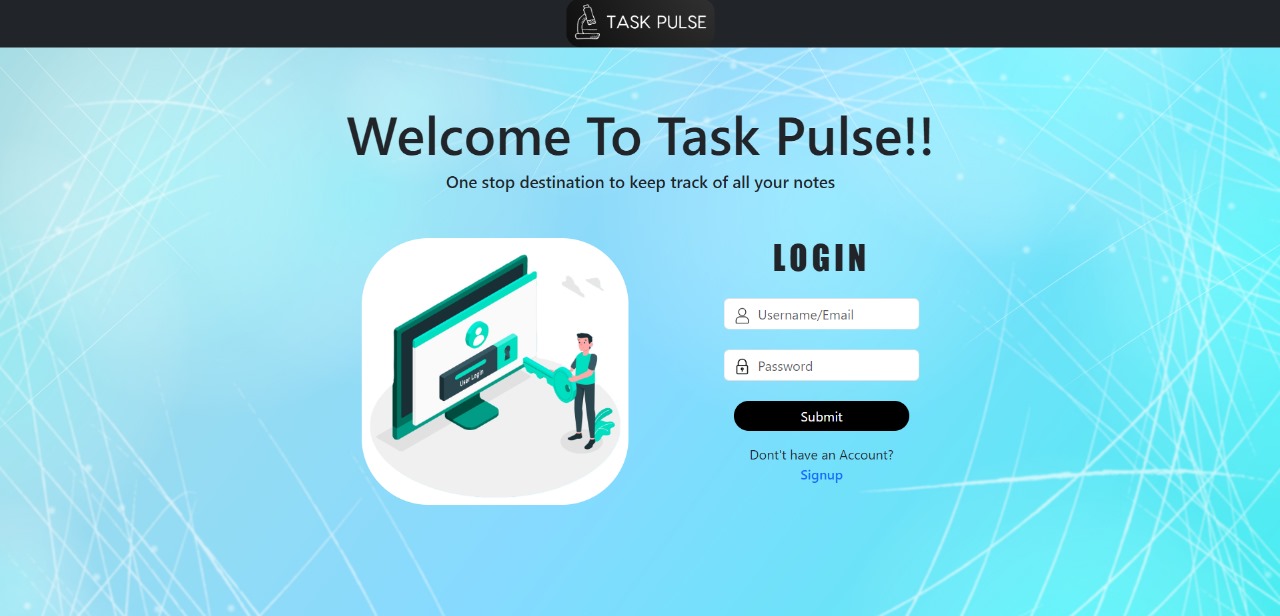 TASK PULSE
Welcome To Task Pulse!!
One stop destination to keep track of all your notes
LOGIN
User Login
Username/Email
Password
Submit
Dont't have an Account?
Signup